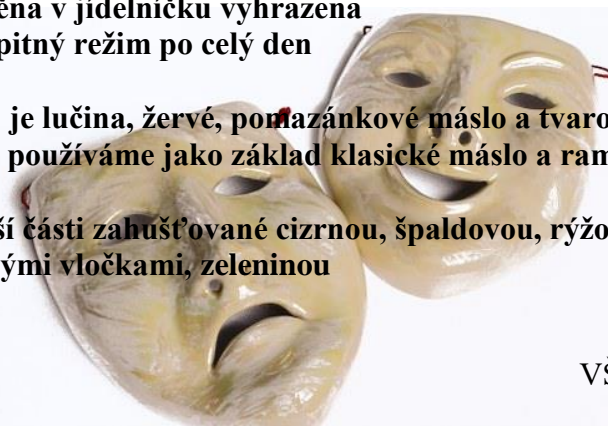 ěna v jídelníčku vyhrazena
pitný režim po celý den
je lučina, žervé, pomazánkové máslo a tvaro
používáme jako základ klasické máslo a ram
ší části zahušťované cizrnou, špaldovou, rýžo
ými vločkami, zeleninou
VŠ